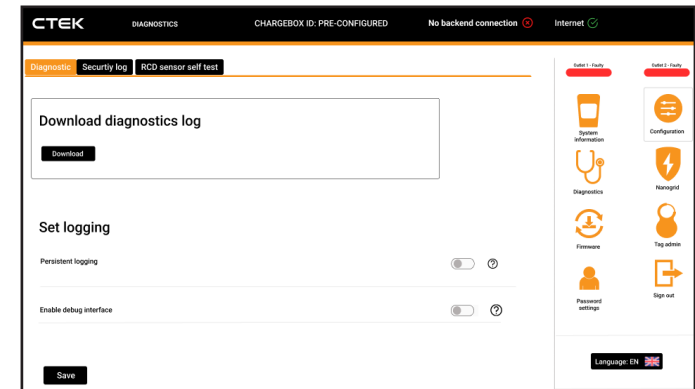 CTEK
DIAGNOSTICS
CHARGEBOX ID: PRE-CONFIGURED
No backend connection
Internet
Diagnostic
Securtiy log
RCD sensor self test
Outlet 1 - Faulty
Outlet 2 - Faulty
Download diagnostics log
Download
System
information
Configuration
Diagnostics
Nanogrid
Set logging
Firmware
Tag admin
Persistent logging
?
Password
settings
Sign out
Enable debug interface
?
Language: EN
Save